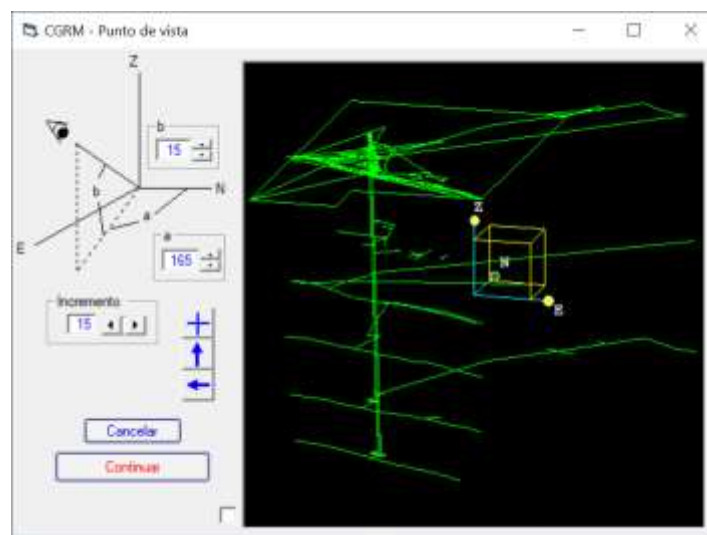 CGRM - Punto de vista
Z
b
15
b
N
a
E
a
165
Incremento
15
Cancelar
Continuar
Z
N
E